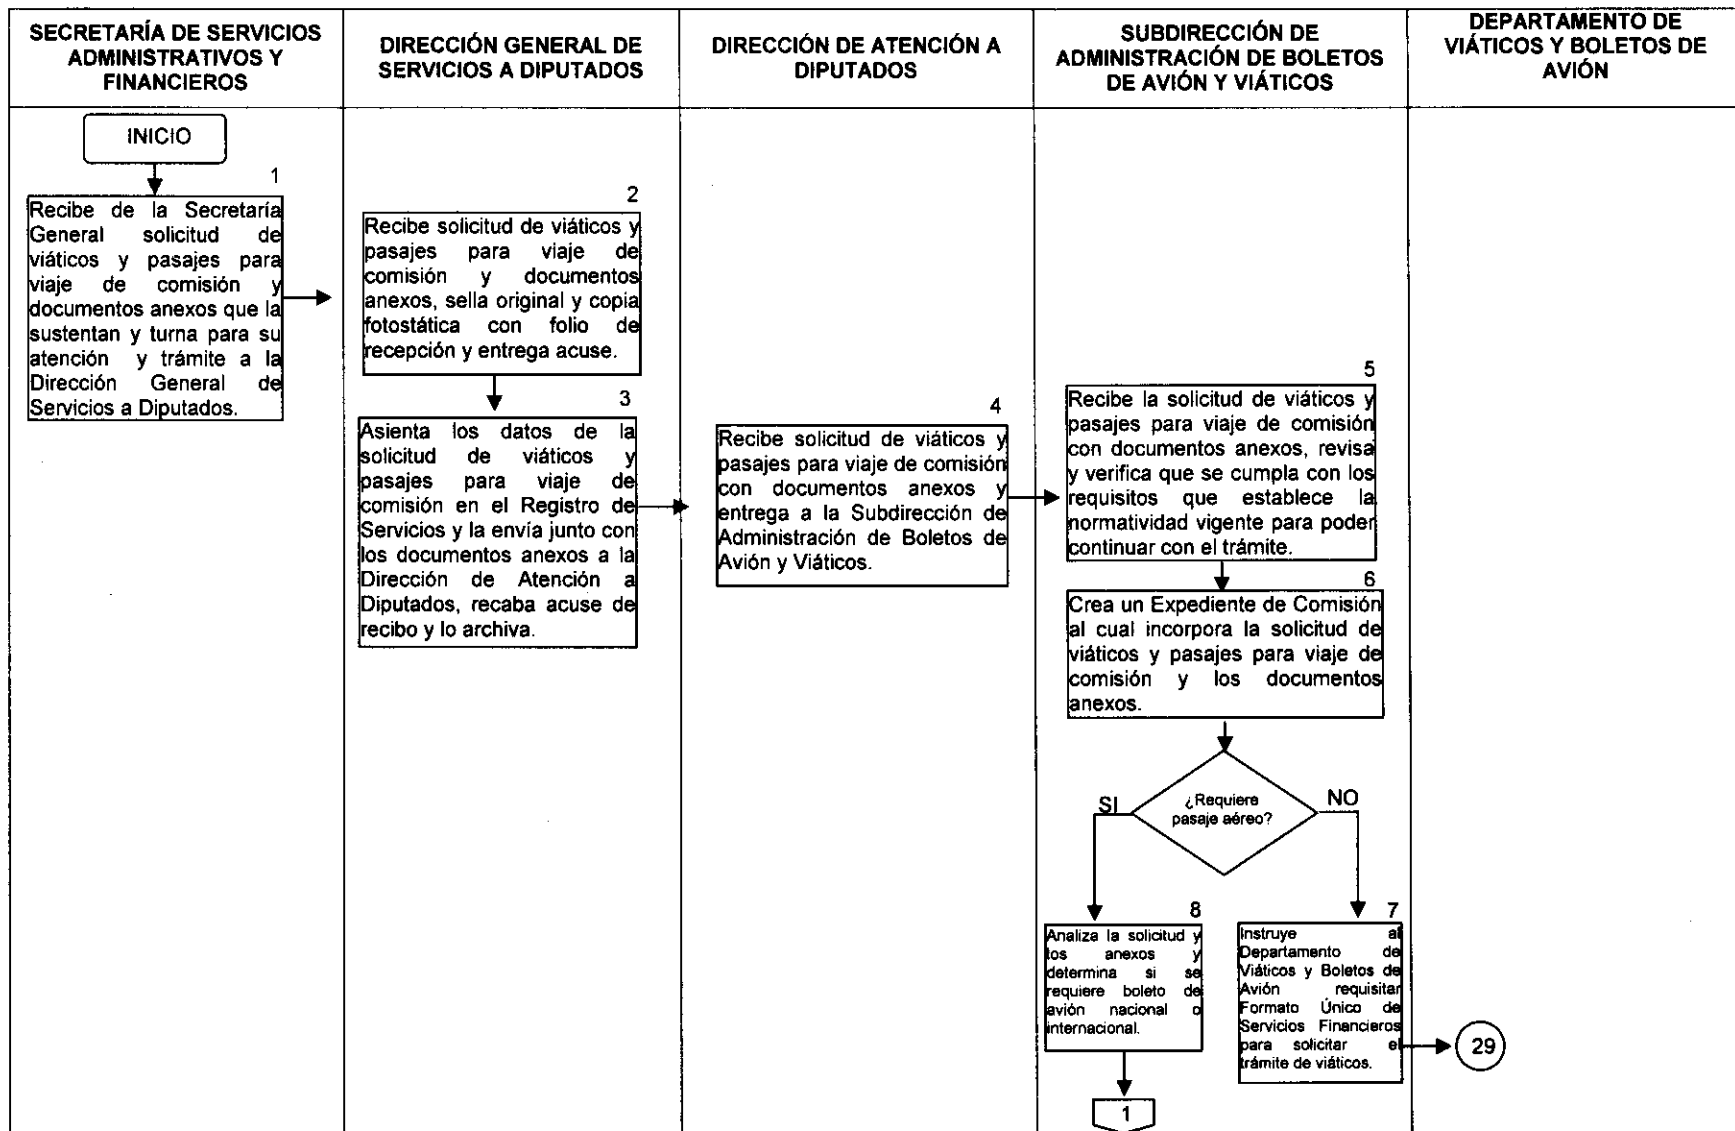 SECRETARÍA DE SERVICIOS
ADMINISTRATIVOS Y
FINANCIEROS
DIRECCIÓN GENERAL DE
SERVICIOS A DIPUTADOS
DIRECCIÓN DE ATENCIÓN A
DIPUTADOS
SUBDIRECCIÓN DE
ADMINISTRACIÓN DE BOLETOS
DE AVIÓN Y VIÁTICOS
DEPARTAMENTO DE
VIÁTICOS Y BOLETOS DE
AVIÓN
INICIO
1
Recibe de la Secretaría
General solicitud de
viáticos y pasajes para
viaje de comisión y
documentos anexos que la
sustentan y turna para su
atención y trámite a la
Dirección General de
Servicios a Diputados.
2
Recibe solicitud de viáticos y
pasajes para viaje de
comisión y documentos
anexos, sella original y copia
fotostática con folio de
recepción y entrega acuse.
3
Asienta los datos de la
solicitud de viáticos y
pasajes para viaje de
comisión en el Registro de
Servicios y la envía junto con
los documentos anexos a la
Dirección de Atención a
Diputados, recaba acuse de
recibo y lo archiva.
4
Recibe solicitud de viáticos y
pasajes para viaje de comisión
con documentos anexos y
entrega a la Subdirección de
Administración de Boletos de
Avión y Viáticos.
5
Recibe la solicitud de viáticos y
pasajes para viaje de comisión
con documentos anexos, revisa
y verifica que se cumpla con los
requisitos que establece la
normatividad vigente para poder
continuar con el trámite.
6
Crea un Expediente de Comisión
al cual incorpora la solicitud de
viáticos y pasajes para viaje de
comisión y los documentos
anexos.
¿Requiere
pasaje aéreo?
SI
NO
8
Analiza la solicitud y
los anexos y
determina si se
requiere boleto de
avión nacional o
internacional.
7
Instruye al
Departamento de
Viáticos y Boletos de
Avión requisitar
Formato Único de
Servicios Financieros
para solicitar el
trámite de viáticos.
29
1